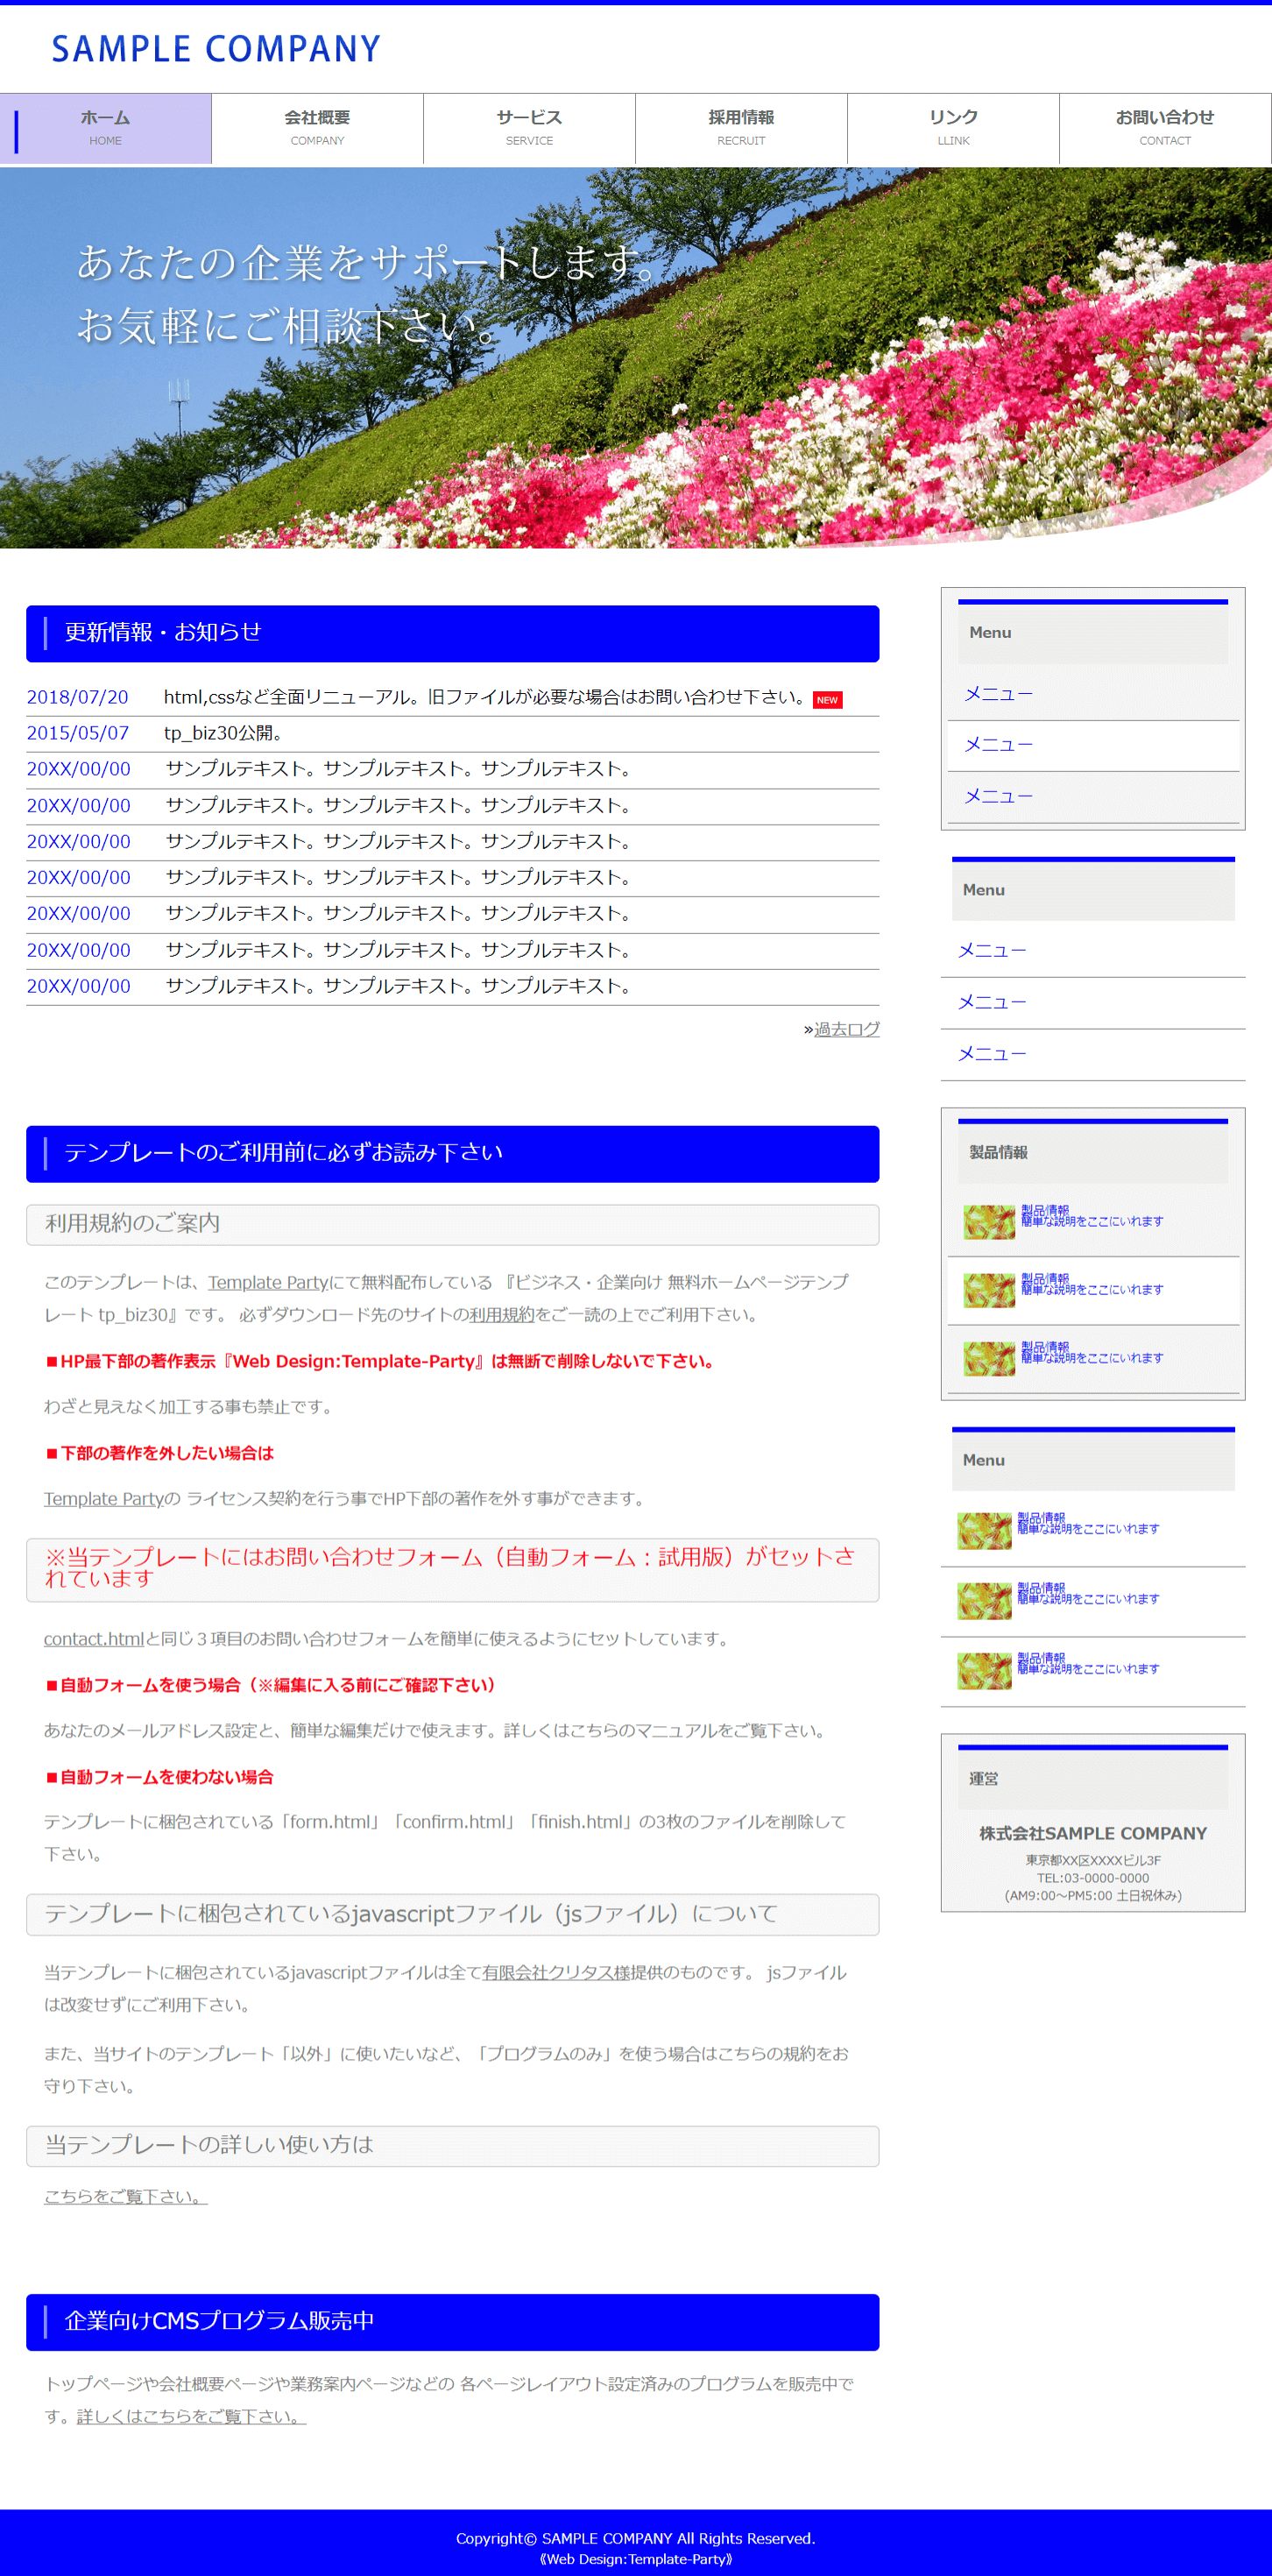 SAMPLE COMPANY
ホーム
HOME
会社概要
COMPANY
サービス
SERVICE
採用情報
RECRUIT
リンク
LLINK
お問い合わせ
CONTACT
あなたの企業をサポートします。
お気軽にご相談下さい。
更新情報・お知らせ
2018/07/20 html,cssなど全面リニューアル。旧ファイルが必要な場合はお問い合わせ下さい。 NEW
2015/05/07 tp_biz30公開。
20XX/00/00 サンプルテキスト。サンプルテキスト。サンプルテキスト。
20XX/00/00 サンプルテキスト。サンプルテキスト。サンプルテキスト。
20XX/00/00 サンプルテキスト。サンプルテキスト。サンプルテキスト。
20XX/00/00 サンプルテキスト。サンプルテキスト。サンプルテキスト。
20XX/00/00 サンプルテキスト。サンプルテキスト。サンプルテキスト。
20XX/00/00 サンプルテキスト。サンプルテキスト。サンプルテキスト。
20XX/00/00 サンプルテキスト。サンプルテキスト。サンプルテキスト。
»過去ログ
テンプレートのご利用前に必ずお読み下さい
利用規約のご案内
このテンプレートは、Template Partyにて無料配布している 『ビジネス・企業向け 無料ホームページテンプ
レート tp_biz30』です。 必ずダウンロード先のサイトの利用規約をご一読の上でご利用下さい。
■HP最下部の著作表示『Web Design:Template-Party』は無断で削除しないで下さい。
わざと見えなく加工する事も禁止です。
■下部の著作を外したい場合は
Template Partyの ライセンス契約を行う事でHP下部の著作を外す事ができます。
※当テンプレートにはお問い合わせフォーム（自動フォーム：試用版）がセットさ
れています
contact.htmlと同じ３項目のお問い合わせフォームを簡単に使えるようにセットしています。
■自動フォームを使う場合（※編集に入る前にご確認下さい）
あなたのメールアドレス設定と、簡単な編集だけで使えます。詳しくはこちらのマニュアルをご覧下さい。
■自動フォームを使わない場合
テンプレートに梱包されている「form.html」「confirm.html」「finish.html」の3枚のファイルを削除して
下さい。
テンプレートに梱包されているjavascriptファイル（jsファイル）について
当テンプレートに梱包されているjavascriptファイルは全て有限会社クリタス様提供のものです。 jsファイル
は改変せずにご利用下さい。
また、当サイトのテンプレート「以外」に使いたいなど、「プログラムのみ」を使う場合はこちらの規約をお
守り下さい。
当テンプレートの詳しい使い方は
こちらをご覧下さい。
企業向けCMSプログラム販売中
トップページや会社概要ページや業務案内ページなどの 各ページレイアウト設定済みのプログラムを販売中で
す。詳しくはこちらをご覧下さい。
Menu
メニュー
メニュー
メニュー
Menu
メニュー
メニュー
メニュー
製品情報
製品情報
簡単な説明をここにいれます
製品情報
簡単な説明をここにいれます
製品情報
簡単な説明をここにいれます
Menu
製品情報
簡単な説明をここにいれます
製品情報
簡単な説明をここにいれます
製品情報
簡単な説明をここにいれます
運営
株式会社SAMPLE COMPANY
東京都XX区XXXXビル3F
TEL:03-0000-0000
(AM9:00～PM5:00 土日祝休み)
Copyright© SAMPLE COMPANY All Rights Reserved.
《Web Design:Template-Party》